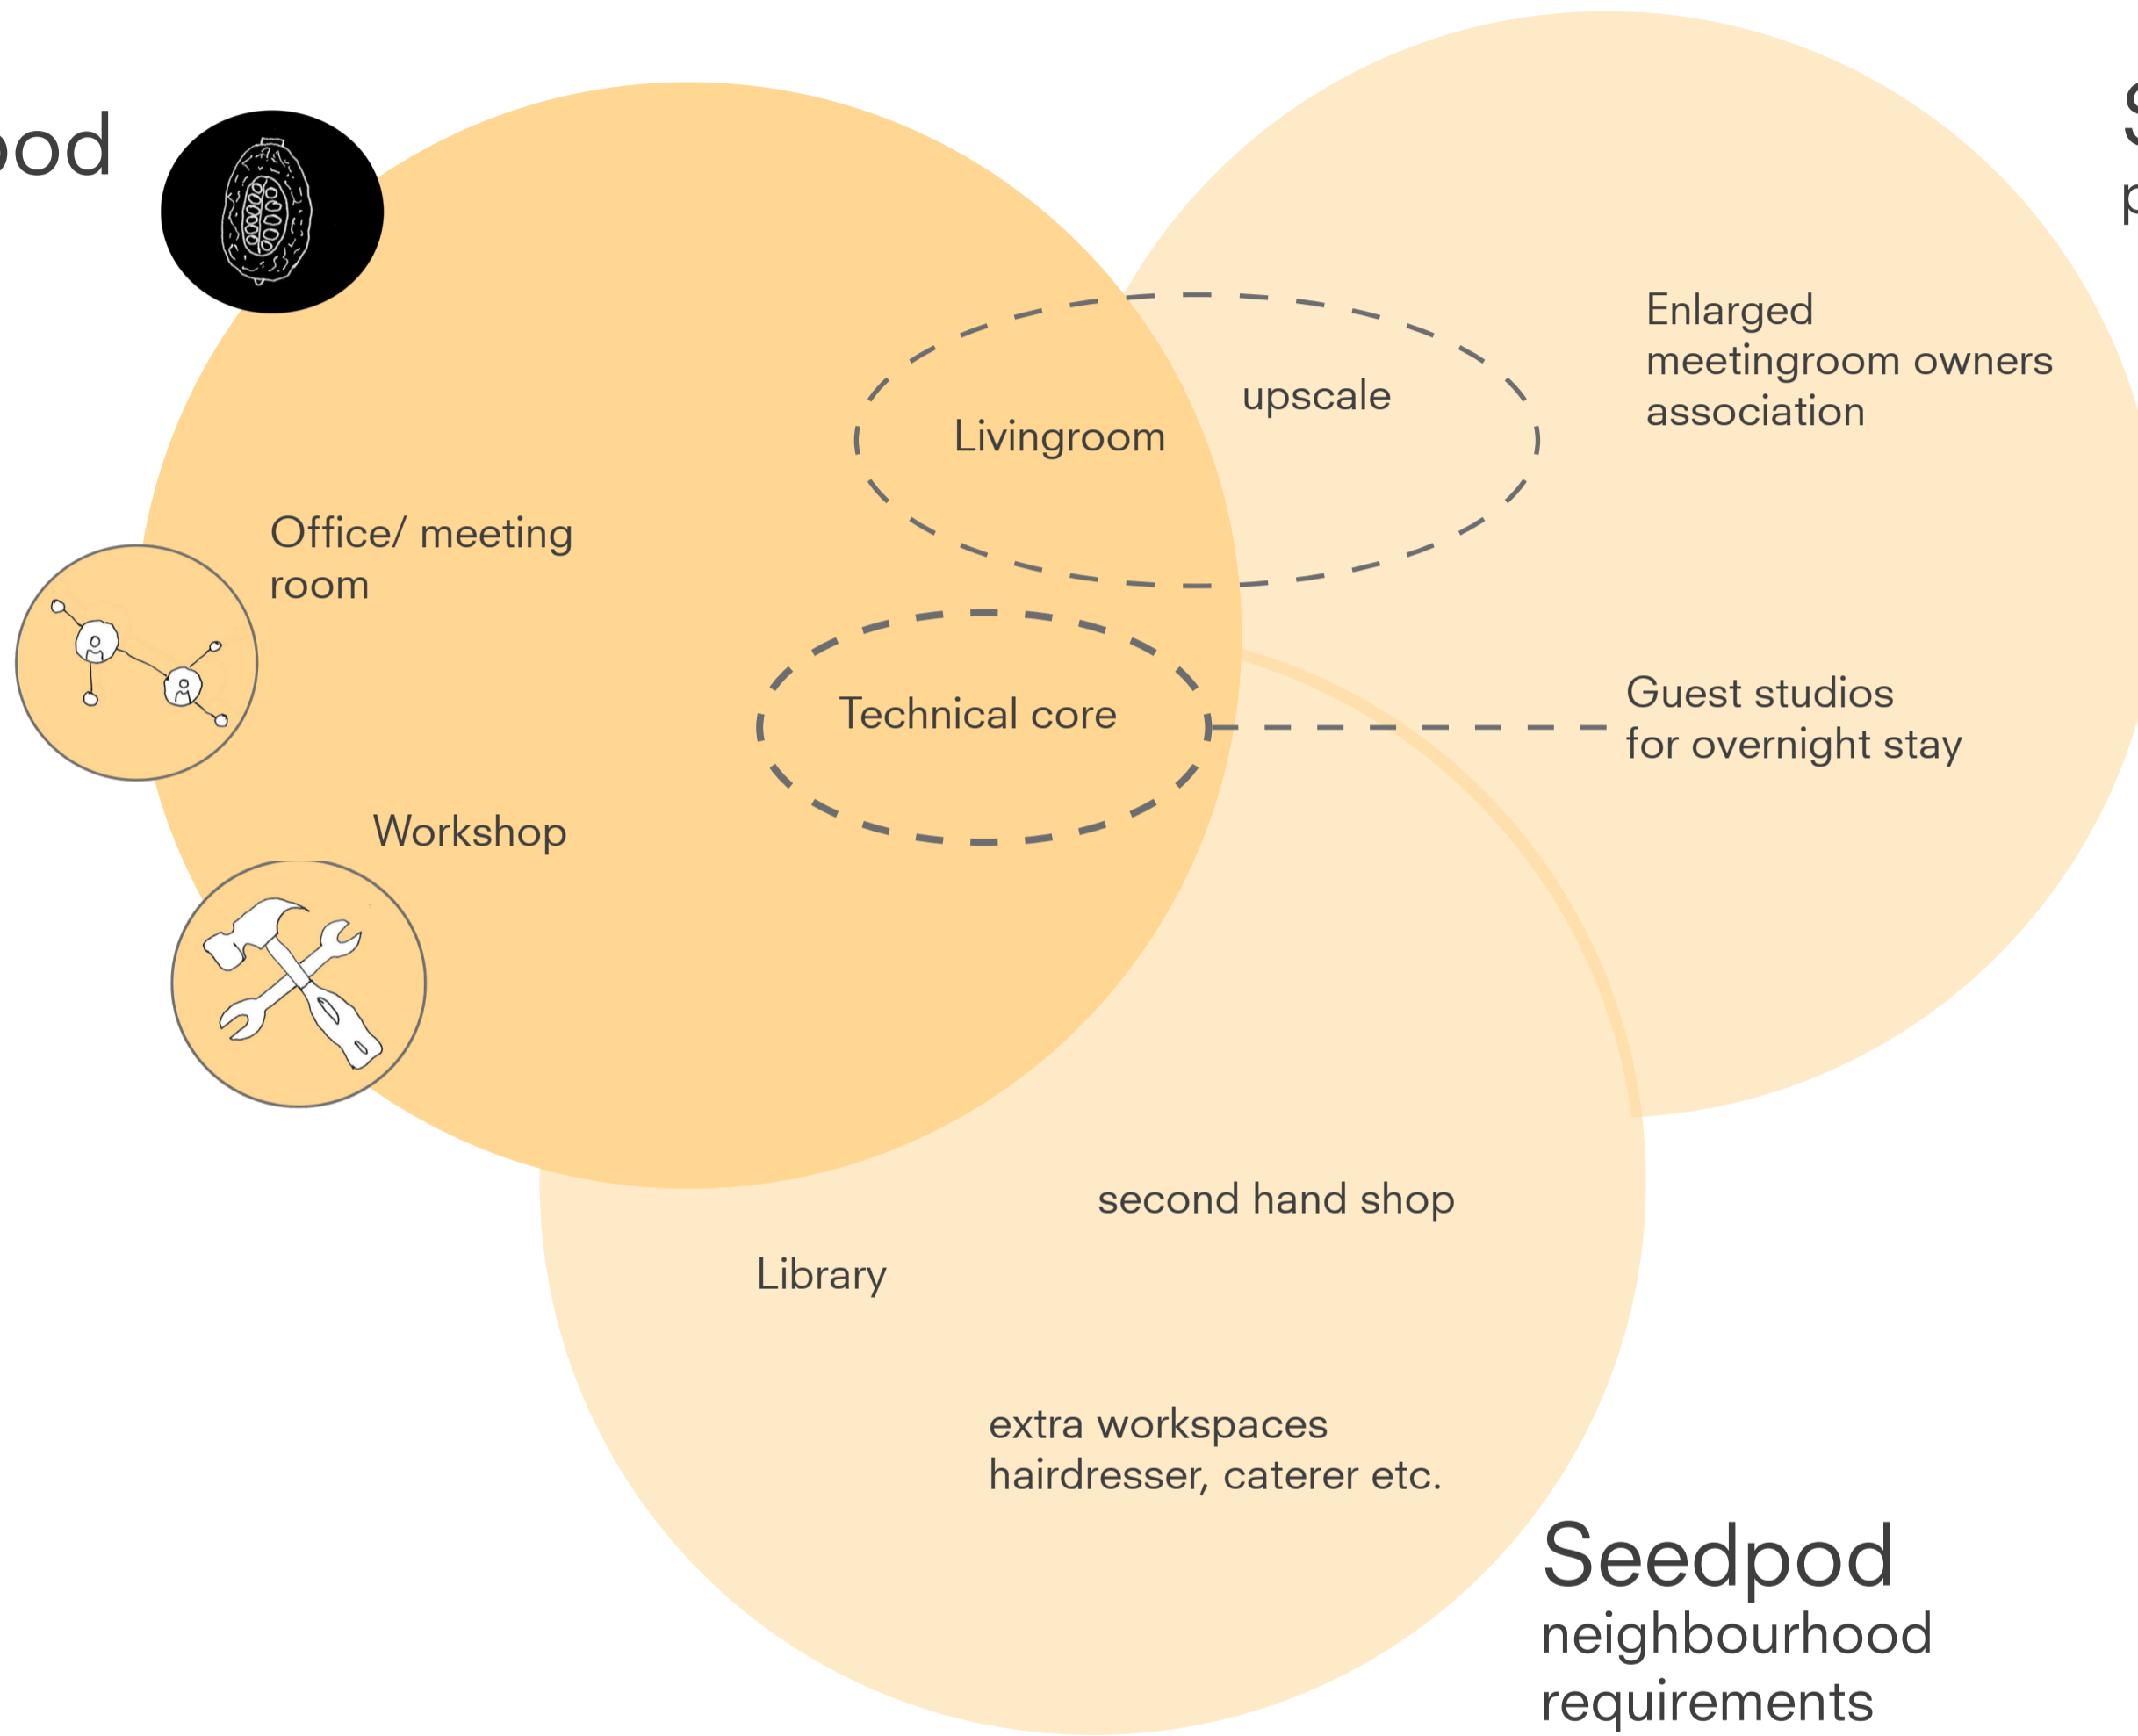 ood
Enlarged
meetingroom owners
association
upscale
Livingroom
Office/ meeting
room
Technical core
Guest studios
for overnight stay
Workshop
second hand shop
Library
extra workspaces
hairdresser, caterer etc.
Seedpod
neighbourhood
requirements